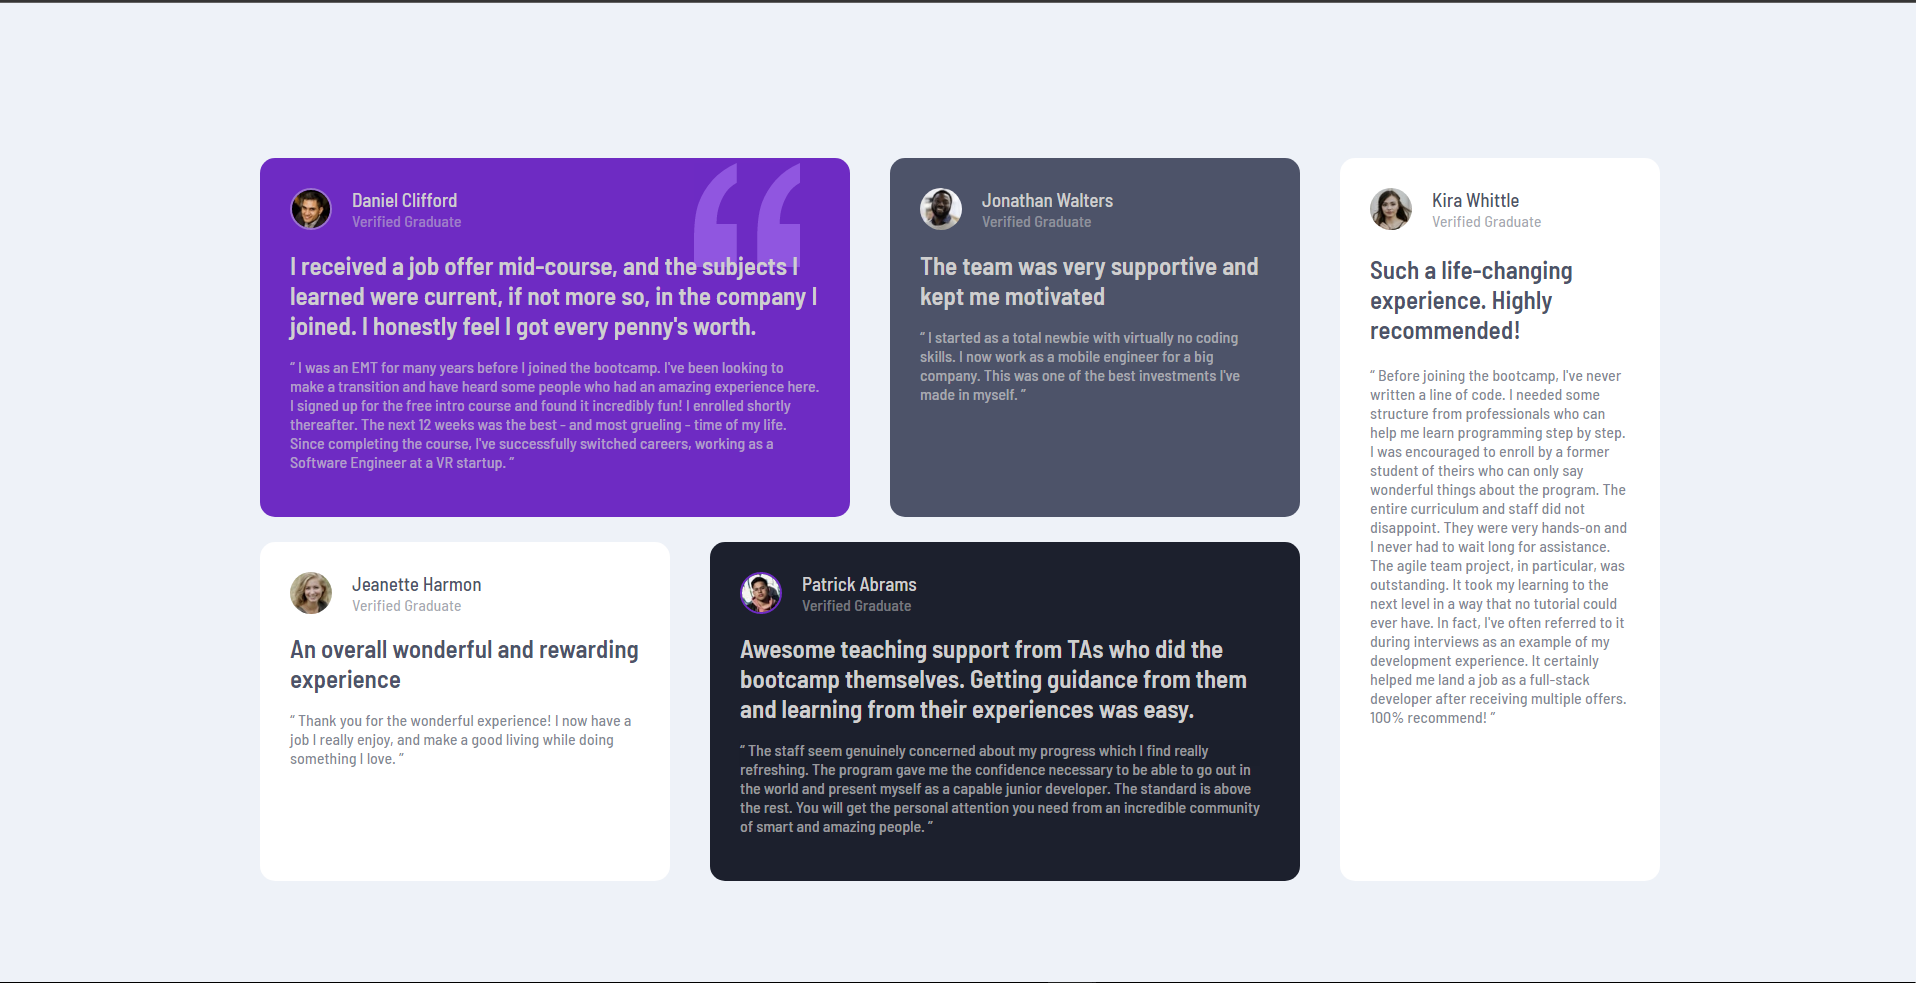 Daniel Clifford
Verified Graduate
I received a job offer mid-course, and the subjects I
learned were current, if not more so, in the company I
joined. I honestly feel I got every penny's worth.
“ I was an EMT for many years before I joined the bootcamp. I've been looking to
make a transition and have heard some people who had an amazing experience here.
I signed up for the free intro course and found it incredibly fun! I enrolled shortly
thereafter. The next 12 weeks was the best - and most grueling - time of my life.
Since completing the course, I've successfully switched careers, working as a
Software Engineer at a VR startup. ”
Jonathan Walters
Verified Graduate
The team was very supportive and
kept me motivated
“ I started as a total newbie with virtually no coding
skills. I now work as a mobile engineer for a big
company. This was one of the best investments I've
made in myself. ”
Kira Whittle
Verified Graduate
Such a life-changing
experience. Highly
recommended!
“ Before joining the bootcamp, I've never
written a line of code. I needed some
structure from professionals who can
help me learn programming step by step.
I was encouraged to enroll by a former
student of theirs who can only say
wonderful things about the program. The
entire curriculum and staff did not
disappoint. They were very hands-on and
I never had to wait long for assistance.
The agile team project, in particular, was
outstanding. It took my learning to the
next level in a way that no tutorial could
ever have. In fact, I've often referred to it
during interviews as an example of my
development experience. It certainly
helped me land a job as a full-stack
developer after receiving multiple offers.
100% recommend! ”
Jeanette Harmon
Verified Graduate
An overall wonderful and rewarding
experience
“ Thank you for the wonderful experience! I now have a
job I really enjoy, and make a good living while doing
something I love. ”
Patrick Abrams
Verified Graduate
Awesome teaching support from TAs who did the
bootcamp themselves. Getting guidance from them
and learning from their experiences was easy.
“ The staff seem genuinely concerned about my progress which I find really
refreshing. The program gave me the confidence necessary to be able to go out in
the world and present myself as a capable junior developer. The standard is above
the rest. You will get the personal attention you need from an incredible community
of smart and amazing people. ”